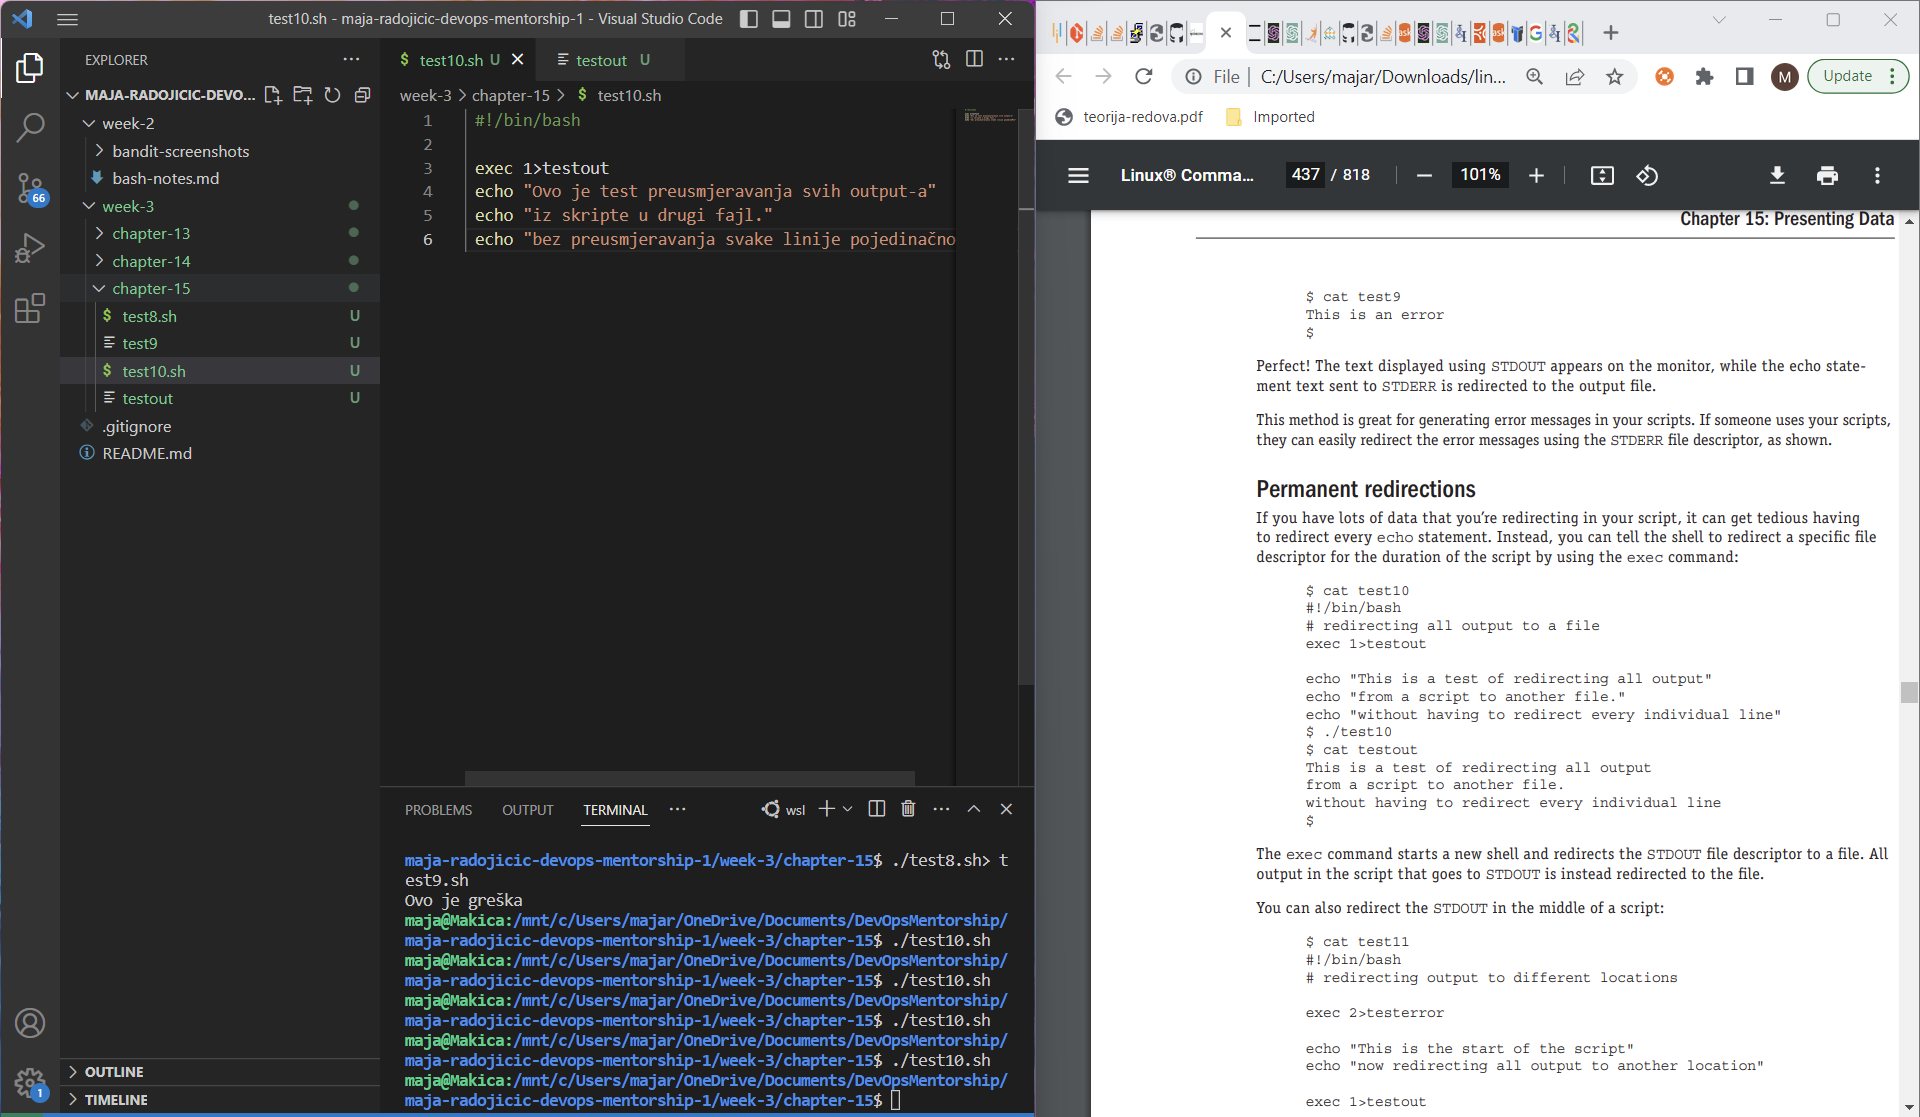 test10.sh - maja-radojicic-devops-mentorship-1 - Visual Studio Code
EXPLORER
MAJA-RADOJICIC-DEVO...
week-2
bandit-screenshots
bash-notes.md
week-3
chapter-13
chapter-14
chapter-15
$ test8.sh U
test9 U
$ test10.sh U
testout U
.gitignore
README.md
OUTLINE
TIMELINE
66
1
$ test10.sh U
testout U
week-3 > chapter-15 > $ test10.sh
1 #!/bin/bash
2
3 exec 1>testout
4 echo "Ovo je test preusmjeravanja svih output-a"
5 echo "iz skripte u drugi fajl."
6 echo "bez preusmjeravanja svake linije pojedinačno
PROBLEMS OUTPUT TERMINAL
wsl
maja-radojicic-devops-mentorship-1/week-3/chapter-15$ ./test8.sh> t
est9.sh
Ovo je greška
maja@Makica:/mnt/c/Users/majar/OneDrive/Documents/DevOpsMentorship/
maja-radojicic-devops-mentorship-1/week-3/chapter-15$ ./test10.sh
maja@Makica:/mnt/c/Users/majar/OneDrive/Documents/DevOpsMentorship/
maja-radojicic-devops-mentorship-1/week-3/chapter-15$ ./test10.sh
maja@Makica:/mnt/c/Users/majar/OneDrive/Documents/DevOpsMentorship/
maja-radojicic-devops-mentorship-1/week-3/chapter-15$ ./test10.sh
maja@Makica:/mnt/c/Users/majar/OneDrive/Documents/DevOpsMentorship/
maja-radojicic-devops-mentorship-1/week-3/chapter-15$ ./test10.sh
maja@Makica:/mnt/c/Users/majar/OneDrive/Documents/DevOpsMentorship/
maja-radojicic-devops-mentorship-1/week-3/chapter-15$
File | C:/Users/majar/Downloads/lin...
M
Update
teorija-redova.pdf
Imported
Linux® Comma... 437 / 818 101%
Chapter 15: Presenting Data
$ cat test9
This is an error
$
Perfect! The text displayed using STDOUT appears on the monitor, while the echo state-
ment text sent to STDERR is redirected to the output file.
This method is great for generating error messages in your scripts. If someone uses your scripts,
they can easily redirect the error messages using the STDERR file descriptor, as shown.
Permanent redirections
If you have lots of data that you're redirecting in your script, it can get tedious having
to redirect every echo statement. Instead, you can tell the shell to redirect a specific file
descriptor for the duration of the script by using the exec command:
$ cat test10
#!/bin/bash
# redirecting all output to a file
exec 1>testout
echo "This is a test of redirecting all output"
echo "from a script to another file."
echo "without having to redirect every individual line"
$ ./test10
$ cat testout
This is a test of redirecting all output
from a script to another file.
without having to redirect every individual line
$
The exec command starts a new shell and redirects the STDOUT file descriptor to a file. All
output in the script that goes to STDOUT is instead redirected to the file.
You can also redirect the STDOUT in the middle of a script:
$ cat test11
#!/bin/bash
# redirecting output to different locations
exec 2>testerror
echo "This is the start of the script"
echo "now redirecting all output to another location"
exec 1>testout